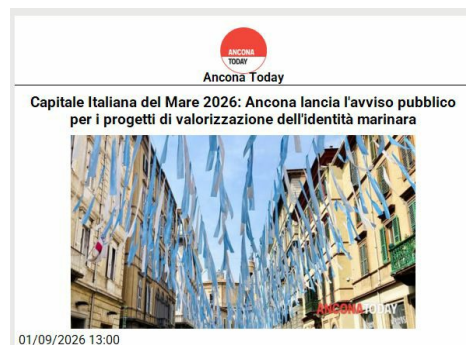 ANCONA
TODAY
Ancona Today
Capitale Italiana del Mare 2026: Ancona lancia l'avviso pubblico
per i progetti di valorizzazione dell'identità marinara
ANCONATODAY
01/09/2026 13:00